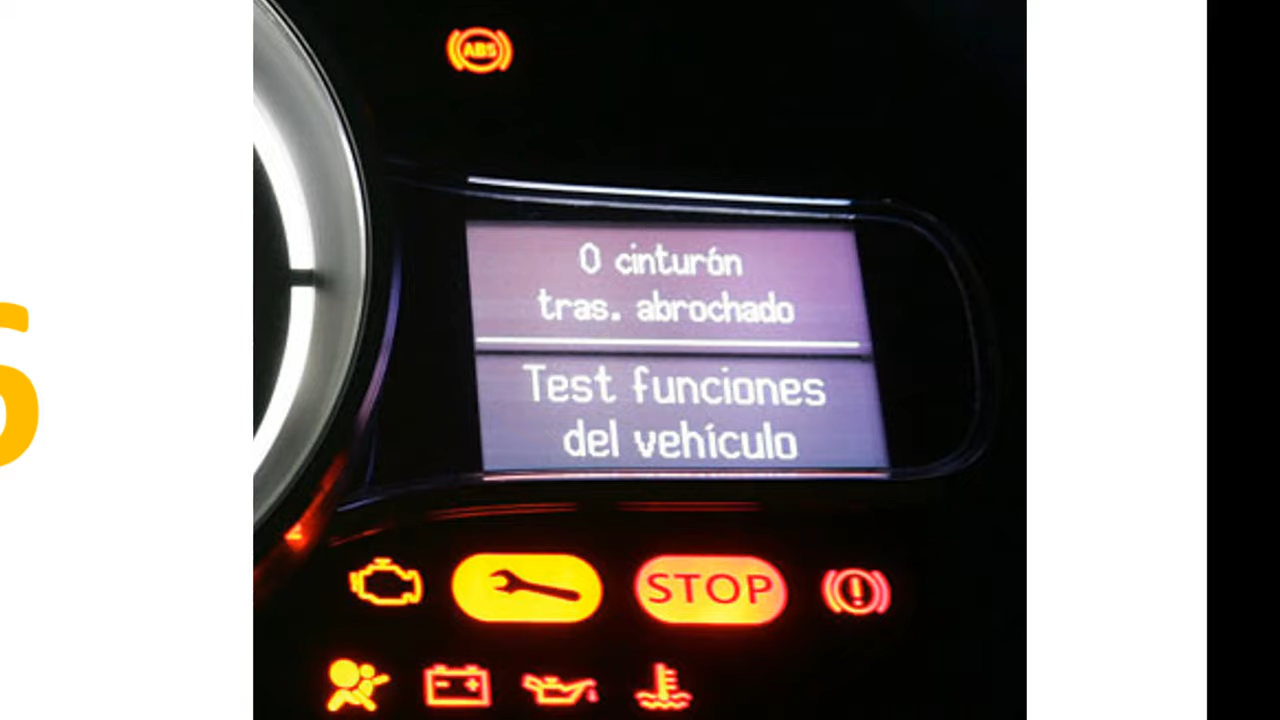 ABS
0 cinturón
tras. abrochado
Test funciones
del vehículo
STOP